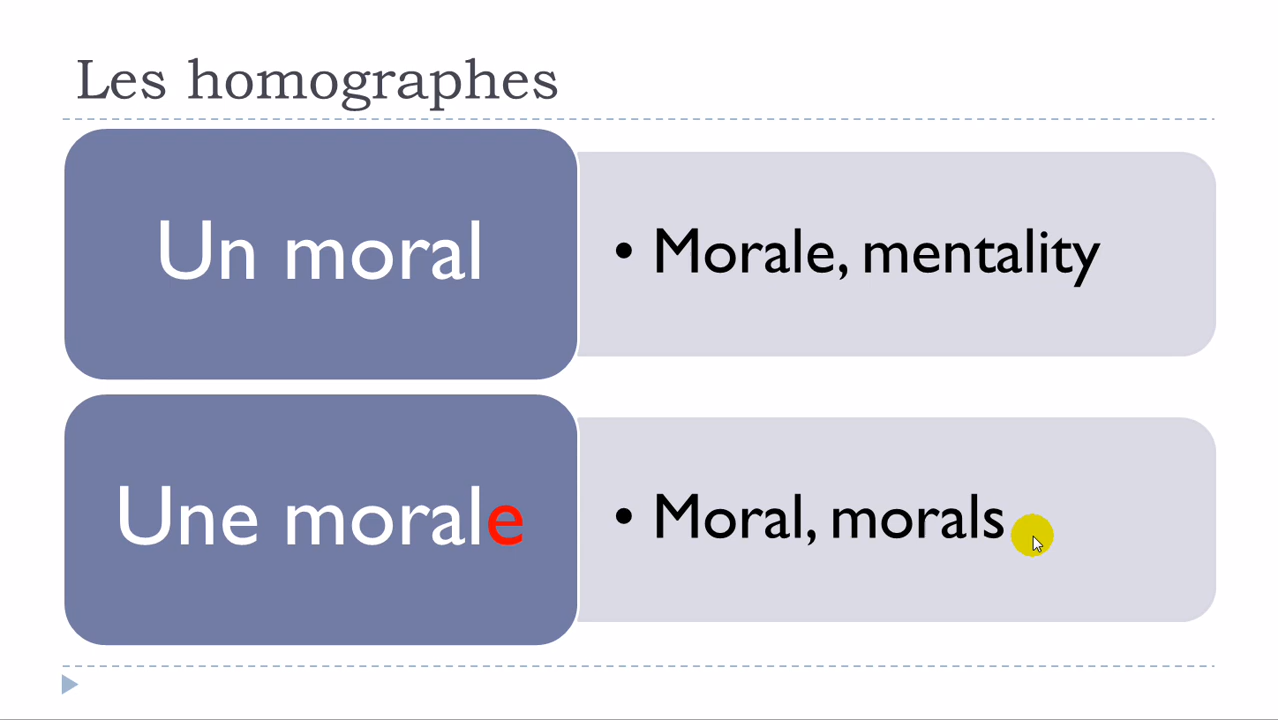 Les homographes
Un moral
• Morale, mentality
Une morale
• Moral, morals